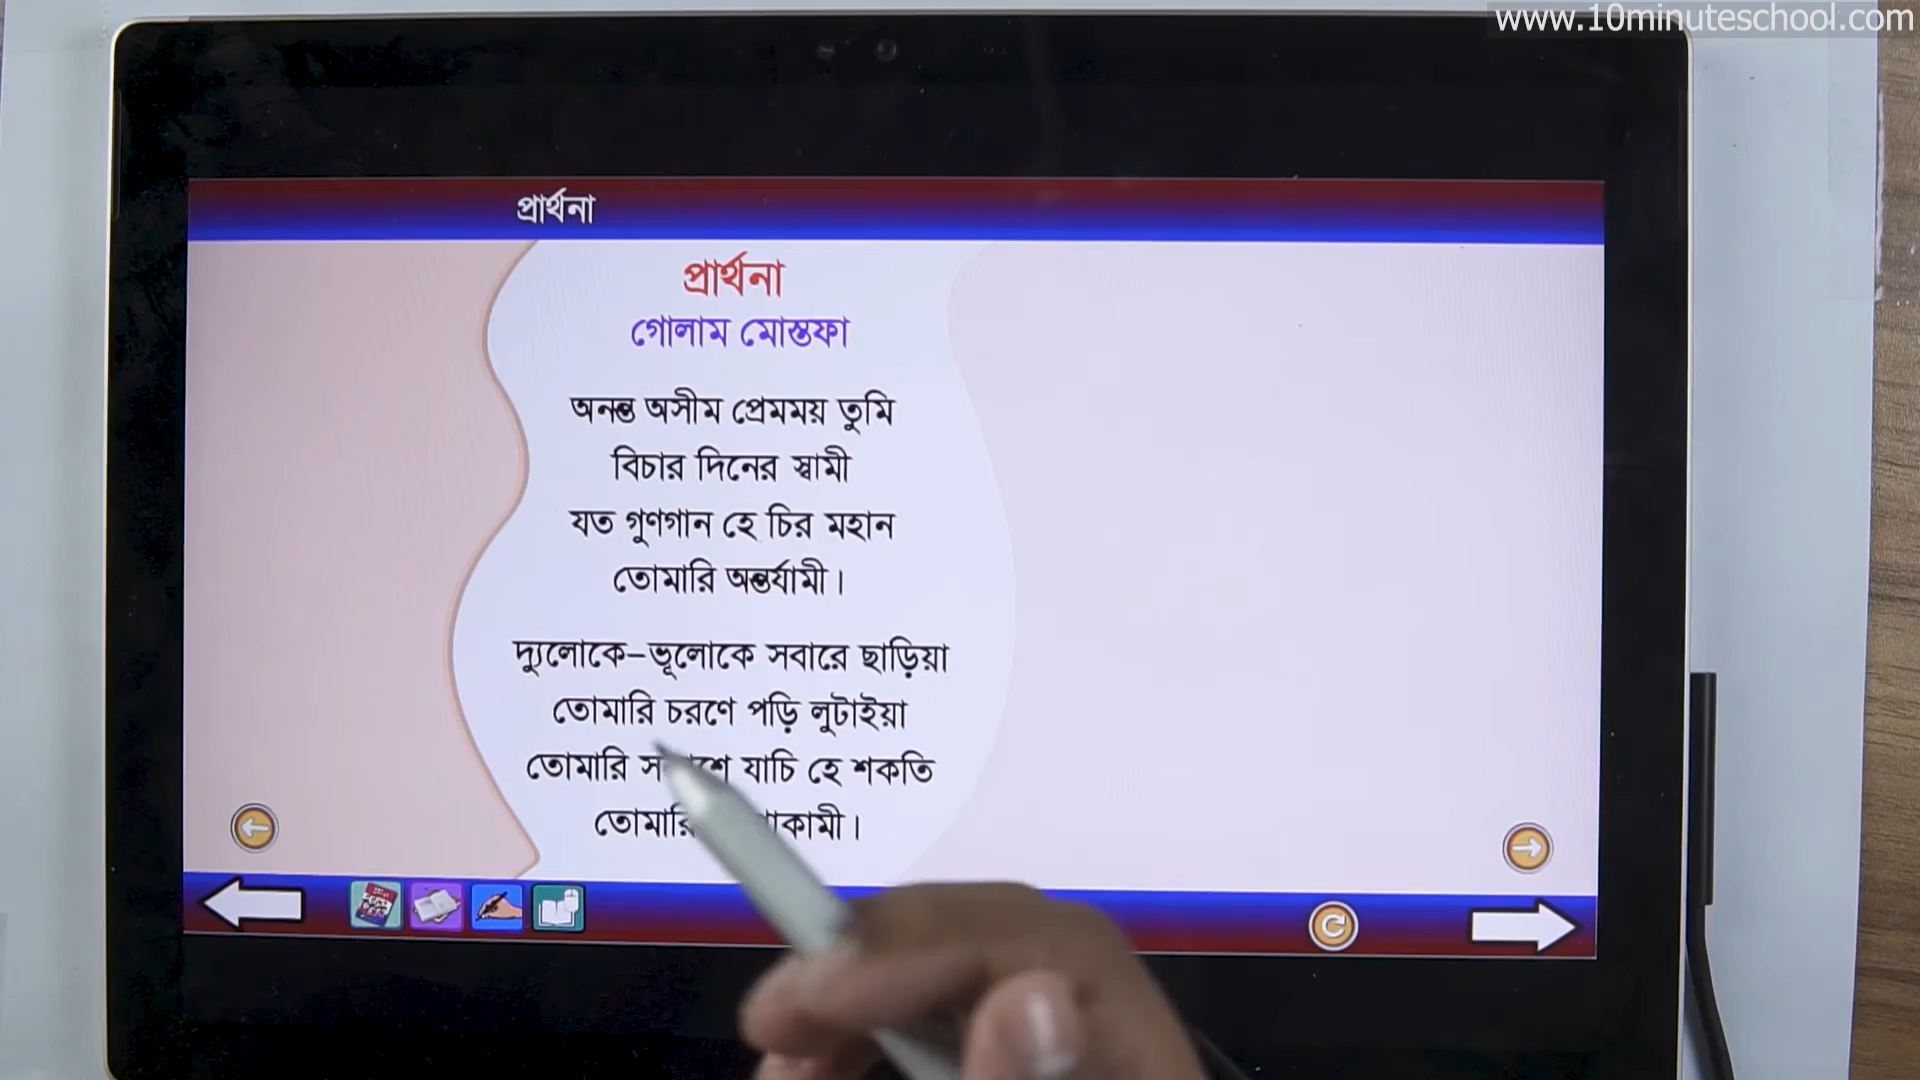 www.10minuteschool.com
প্রার্থনা
প্রার্থনা
গোলাম মোস্তফা
অনন্ত অসীম প্রেমময় তুমি
বিচার দিনের স্বামী
যত গুণগান হে চির মহান
তোমারি অন্তর্যামী।
দ্যুলোকে-ভূলোকে সবারে ছাড়িয়া
তোমারি চরণে পড়ি লুটাইয়া
তোমারি যাচি হে শকতি
তোমারি